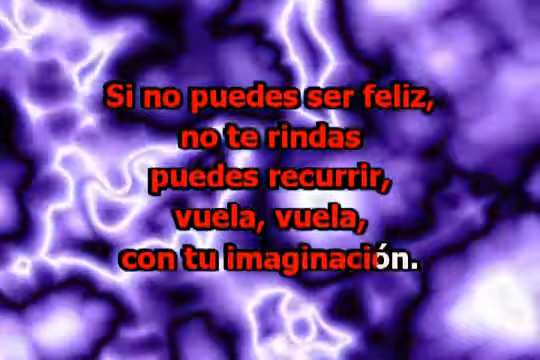 Si no puedes ser feliz,
no te rindas
puedes recurrir,
vuela, vuela,
con tu imaginación.